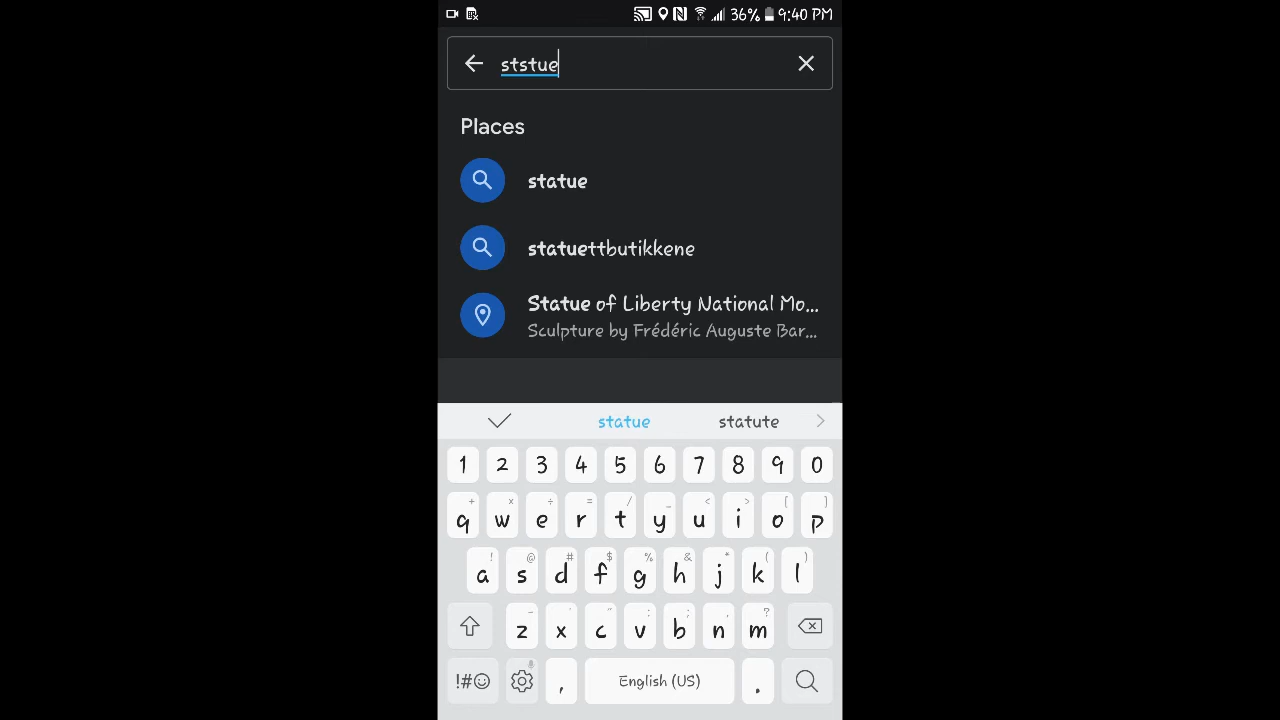 36% 9:40 PM
ststue
Places
statue
statuettbutikkene
Statue of Liberty National Mo...
Sculpture by Frédéric Auguste Bar...
statue statute
1 2 3 4 5 6 7 8 9 0
+ × ÷ = / _ < > [ ]
q w e r t y u i o p
! @ # $ % & * ( )
a s d f g h j k l
- ' " : ; , ?
z x c v b n m
!#☺ , English (US) .